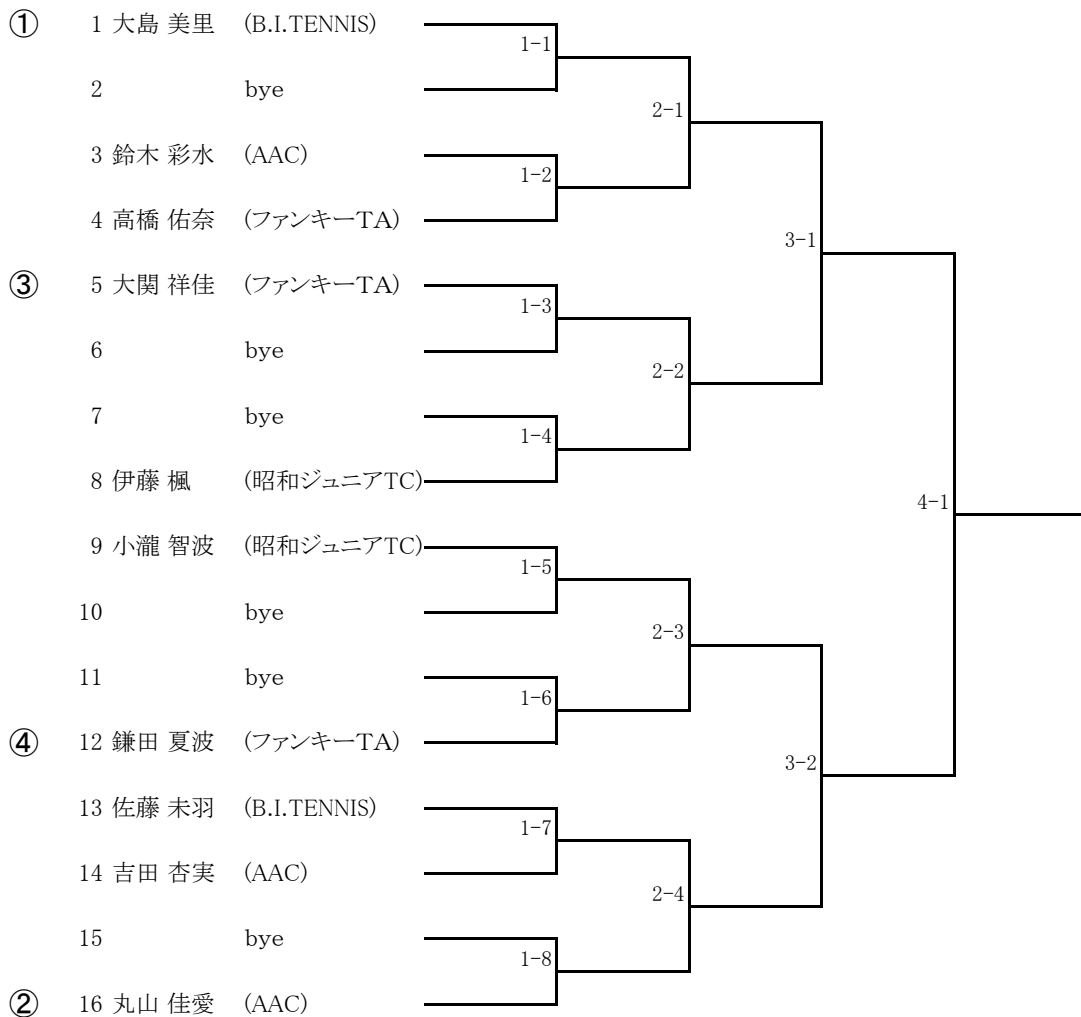 ① 1 大島 美里 (B.I.TENNIS)
1-1
2 bye
2-1
3 鈴木 彩水 (AAC)
1-2
4 高橋 佑奈 (ファンキーTA)
3-1
③ 5 大関 祥佳 (ファンキーTA)
1-3
6 bye
2-2
7 bye
1-4
8 伊藤 楓 (昭和ジュニアTC)
4-1
9 小瀧 智波 (昭和ジュニアTC)
1-5
10 bye
2-3
11 bye
1-6
④ 12 鎌田 夏波 (ファンキーTA)
3-2
13 佐藤 未羽 (B.I.TENNIS)
1-7
14 吉田 杏実 (AAC)
2-4
15 bye
1-8
② 16 丸山 佳愛 (AAC)